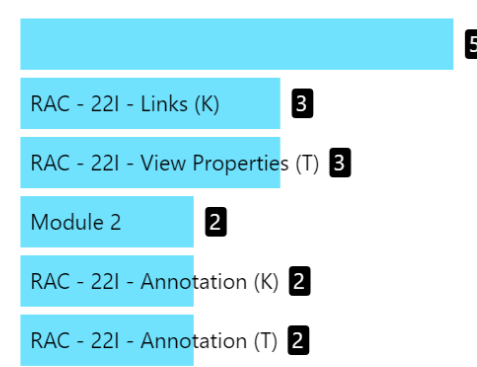 5
RAC - 22I - Links (K) 3
RAC - 22I - View Properties (T) 3
Module 2 2
RAC - 22I - Annotation (K) 2
RAC - 22I - Annotation (T) 2